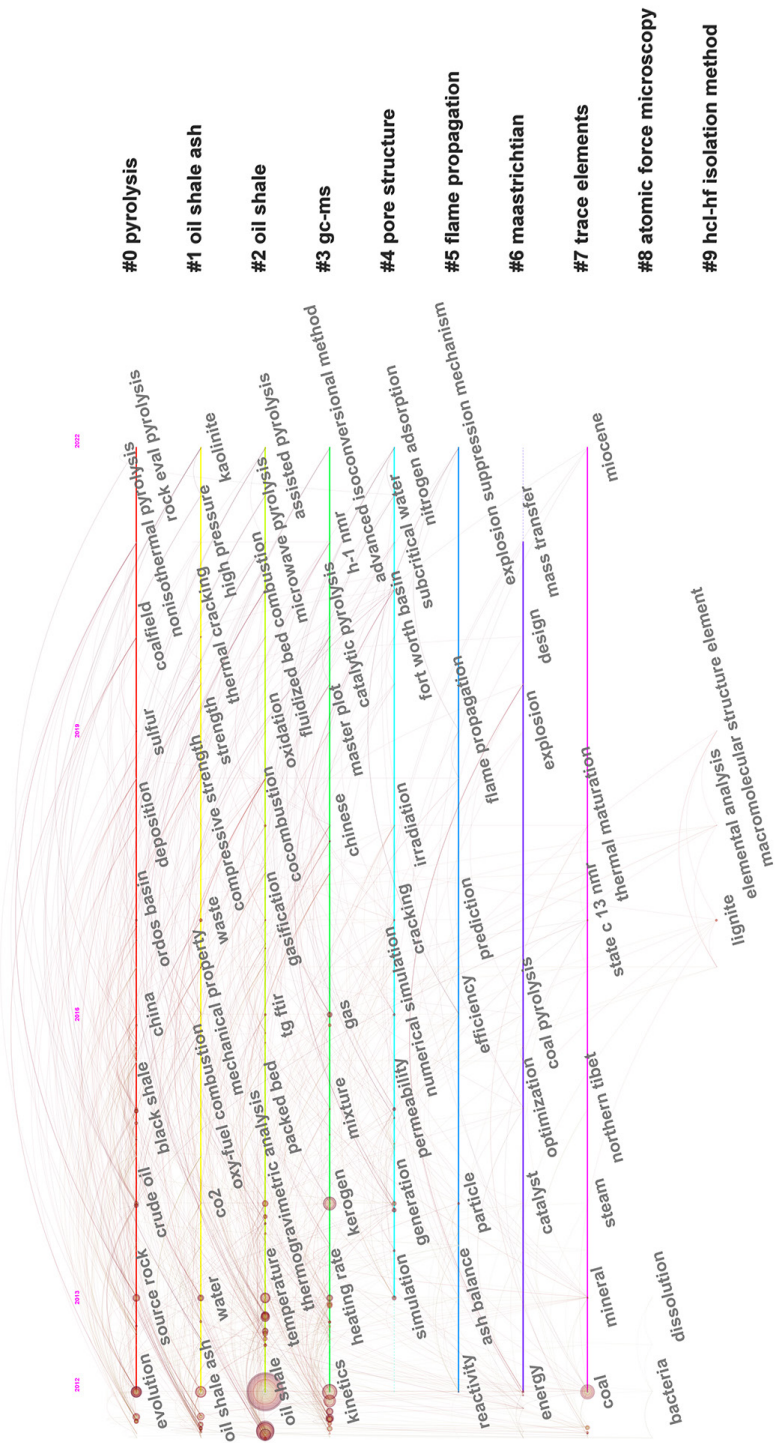 #0 pyrolysis
#1 oil shale ash
#2 oil shale
#3 gc-ms
#4 pore structure
#5 flame propagation
#6 maastrichtian
#7 trace elements
#8 atomic force microscopy
#9 hcl-hf isolation method
2012
2013
2016
2019
2022
evolution
source rock
crude oil
black shale
china
ordos basin
deposition
sulfur
coalfield
nonisothermal pyrolysis
rock eval pyrolysis
oil shale ash
water
co2
oxy-fuel combustion
mechanical property
waste
compressive strength
strength
thermal cracking
high pressure
kaolinite
oil shale
temperature
thermogravimetric analysis
packed bed
tg ftir
gasification
cocombustion
oxidation
fluidized bed combustion
microwave pyrolysis
assisted pyrolysis
kinetics
heating rate
kerogen
mixture
gas
chinese
master plot
catalytic pyrolysis
h-1 nmr
advanced isoconversional method
simulation
generation
permeability
numerical simulation
cracking
irradiation
fort worth basin
subcritical water
nitrogen adsorption
reactivity
ash balance
particle
efficiency
prediction
flame propagation
explosion suppression mechanism
energy
catalyst
optimization
coal pyrolysis
explosion
design
mass transfer
coal
mineral
steam
northern tibet
state c 13 nmr
thermal maturation
miocene
bacteria
dissolution
lignite
elemental analysis
macromolecular structure element